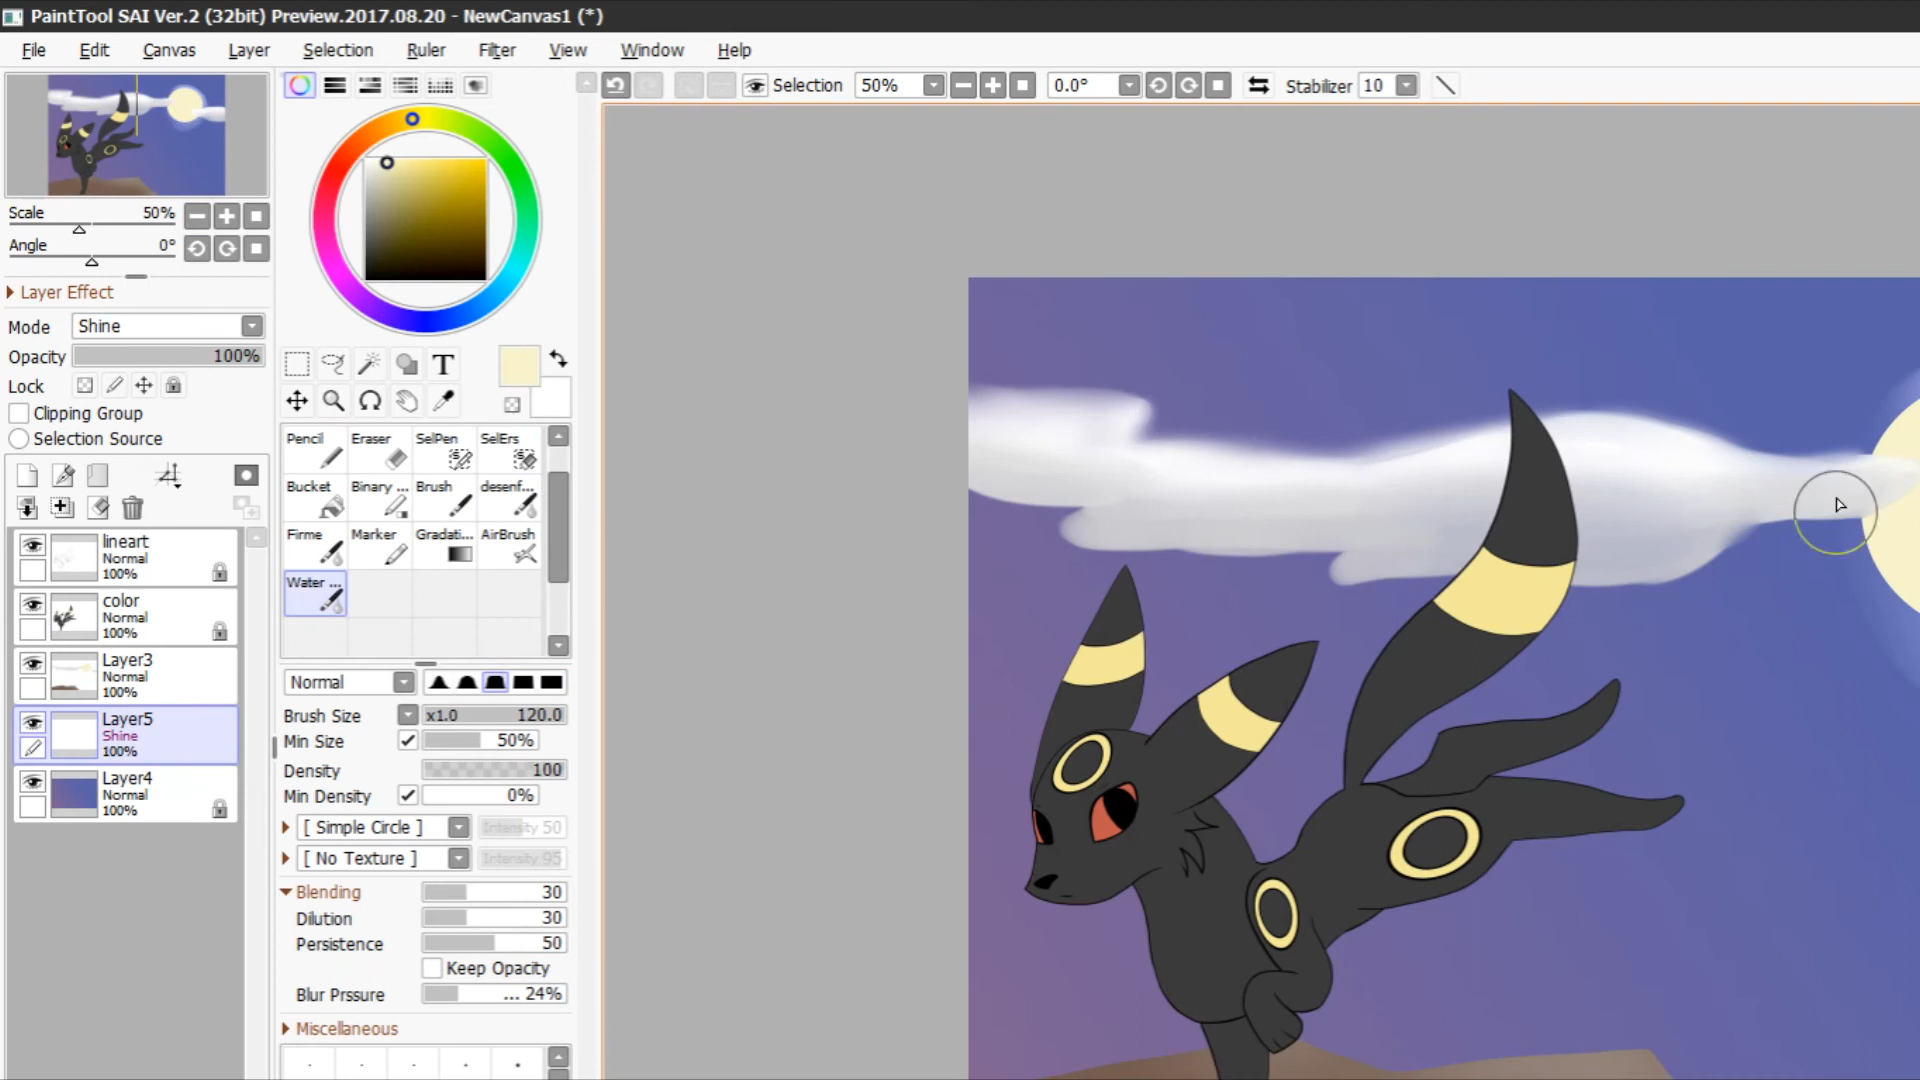 PaintTool SAI Ver.2 (32bit) Preview.2017.08.20 - NewCanvas1 (*)
File Edit Canvas Layer Selection Ruler Filter View Window Help
Selection 50% 0.0° Stabilizer 10
Scale 50%
Angle 0°
Layer Effect
Mode Shine
Opacity 100%
Lock
Clipping Group
Selection Source
lineart
Normal
100%
color
Normal
100%
Layer3
Normal
100%
Layer5
Shine
100%
Layer4
Normal
100%
T
Pencil Eraser SelPen SelErs
Bucket Binary ... Brush desenf...
Firme Marker Gradati... AirBrush
Water ...
Normal
Brush Size x1.0 120.0
Min Size 50%
Density 100
Min Density 0%
[ Simple Circle ] Intensity 50
[ No Texture ] Intensity 95
Blending 30
Dilution 30
Persistence 50
Keep Opacity
Blur Prssure ... 24%
Miscellaneous